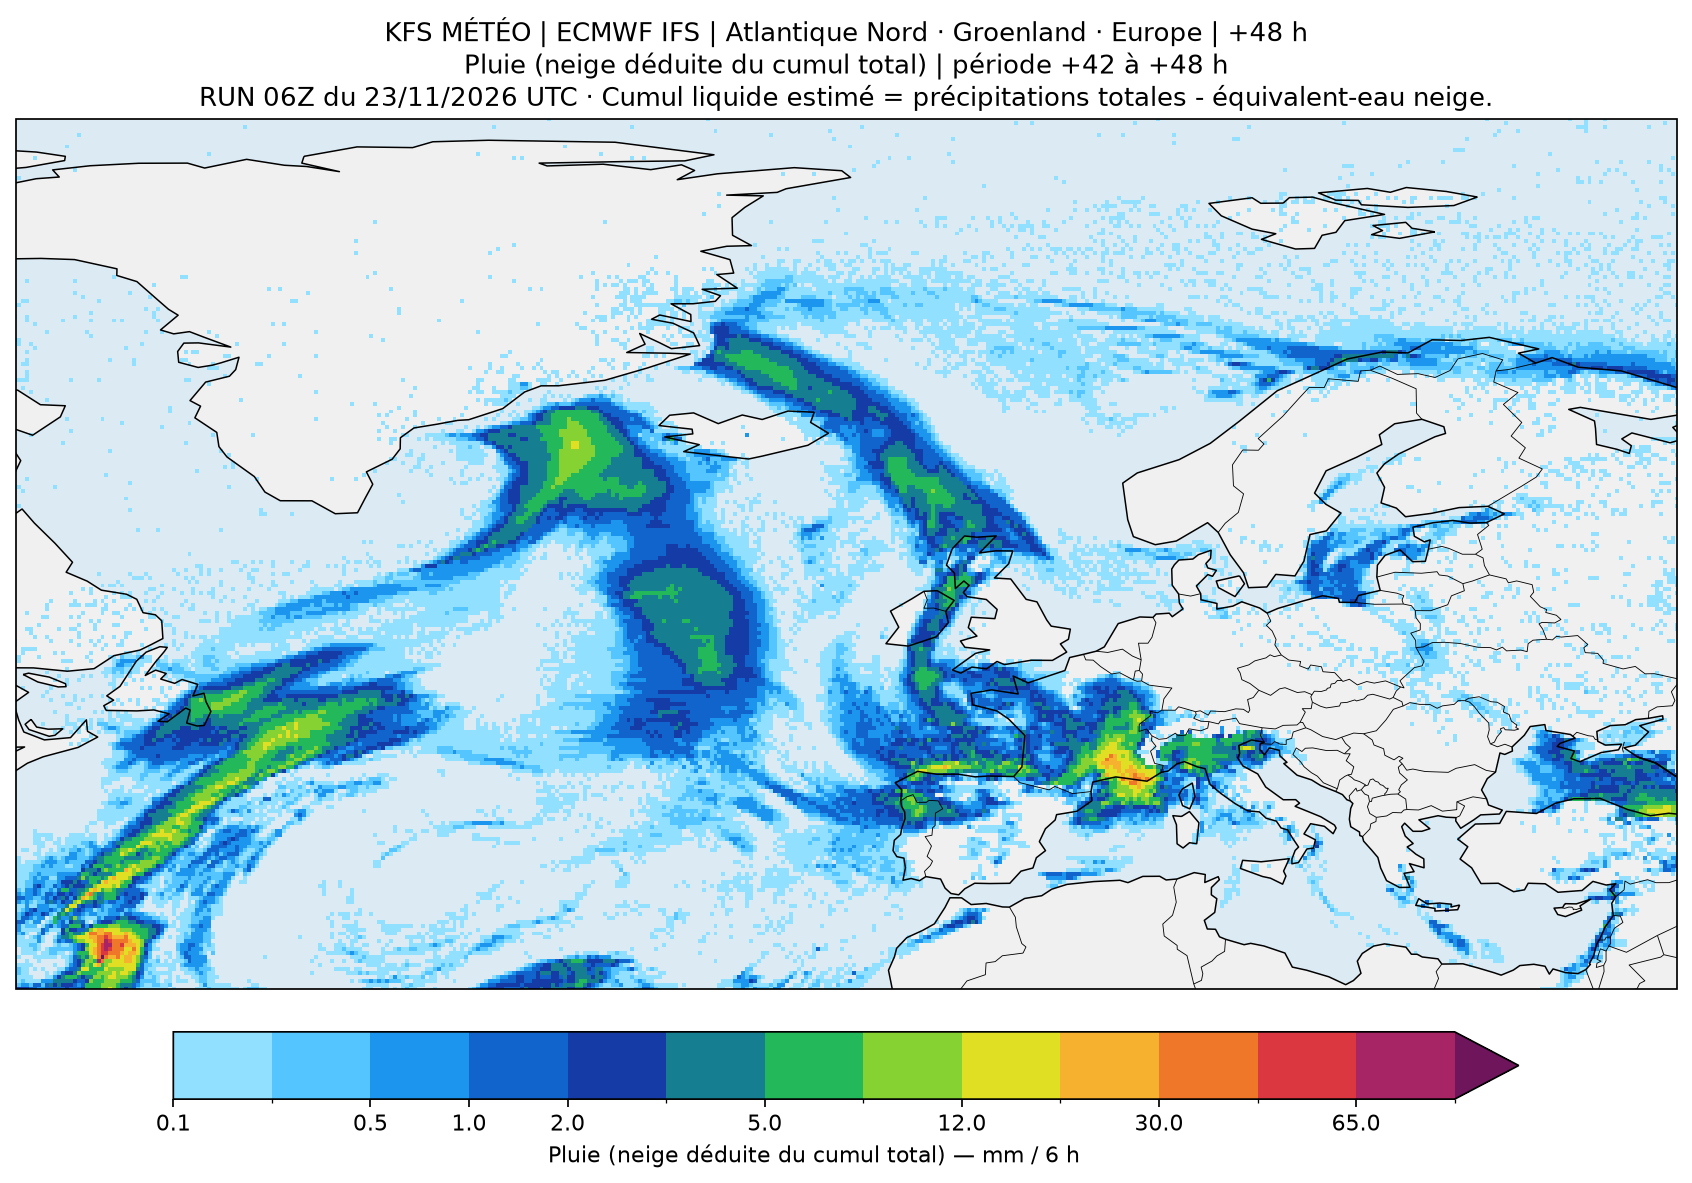 KFS MÉTÉO | ECMWF IFS | Atlantique Nord · Groenland · Europe | +48 h
Pluie (neige déduite du cumul total) | période +42 à +48 h
RUN 06Z du 23/11/2026 UTC · Cumul liquide estimé = précipitations totales - équivalent-eau neige.
0.1 0.5 1.0 2.0 5.0 12.0 30.0 65.0
Pluie (neige déduite du cumul total) — mm / 6 h